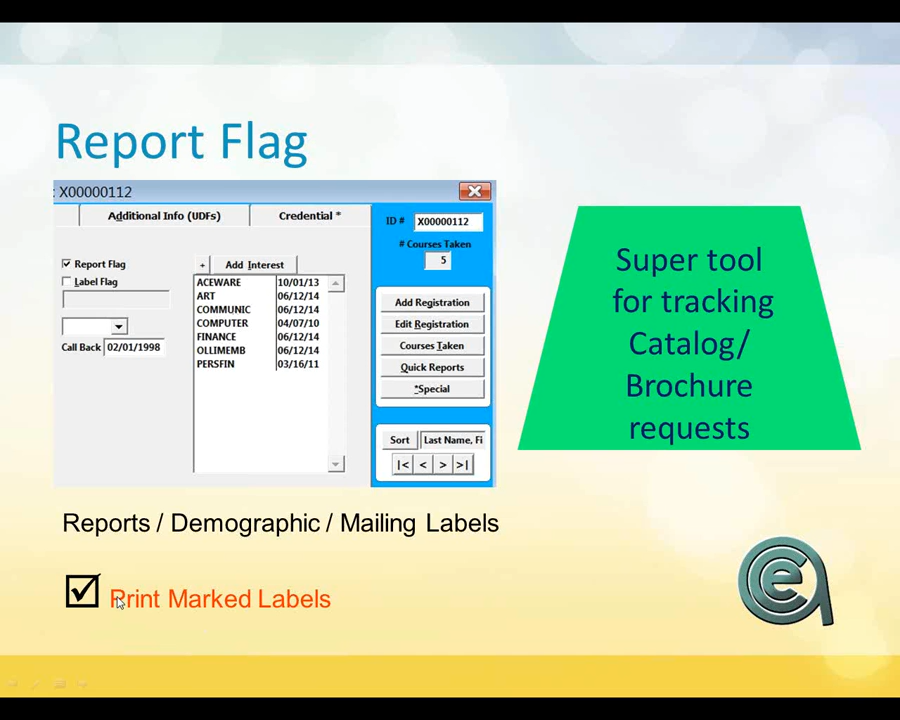 Report Flag
: X00000112
Additional Info (UDFs)
Credential *
ID #
X00000112
# Courses Taken
5
Report Flag
Label Flag
Call Back 02/01/1998
+ Add Interest
ACEWARE 10/01/13
ART 06/12/14
COMMUNIC 06/12/14
COMPUTER 04/07/10
FINANCE 06/12/14
OLLIMEMB 06/12/14
PERSFIN 03/16/11
Add Registration
Edit Registration
Courses Taken
Quick Reports
*Special
Sort Last Name, Fi
|< < > >|
Super tool
for tracking
Catalog/
Brochure
requests
Reports / Demographic / Mailing Labels
Print Marked Labels